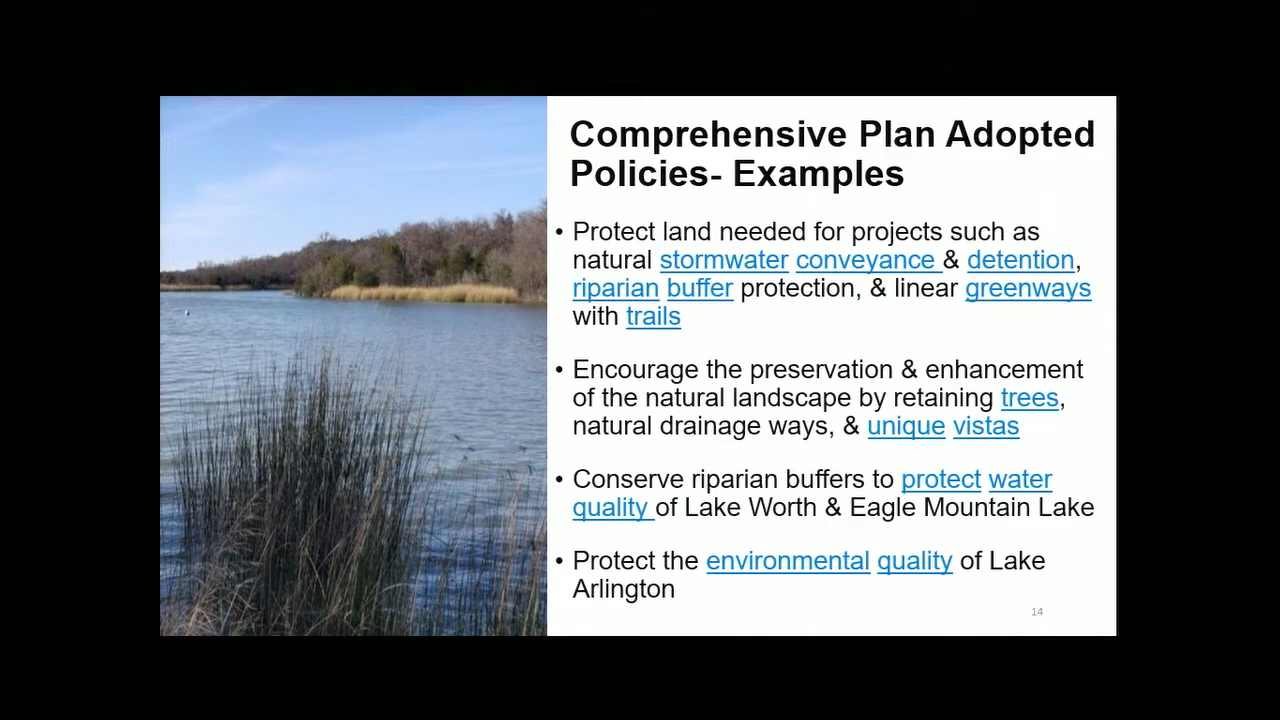 Comprehensive Plan Adopted
Policies- Examples
• Protect land needed for projects such as
natural stormwater conveyance & detention,
riparian buffer protection, & linear greenways
with trails
• Encourage the preservation & enhancement
of the natural landscape by retaining trees,
natural drainage ways, & unique vistas
• Conserve riparian buffers to protect water
quality of Lake Worth & Eagle Mountain Lake
• Protect the environmental quality of Lake
Arlington
14